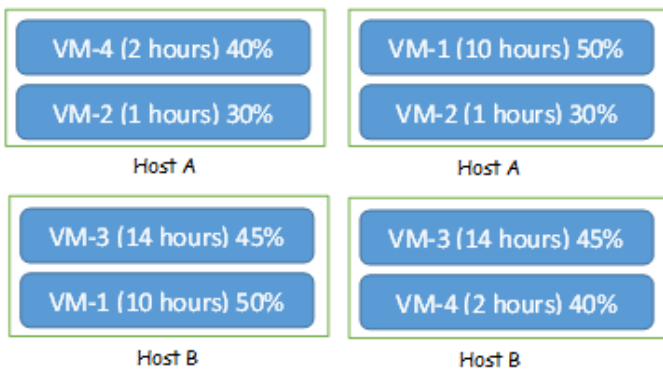 VM-4 (2 hours) 40%
VM-2 (1 hours) 30%
Host A
VM-1 (10 hours) 50%
VM-2 (1 hours) 30%
Host A
VM-3 (14 hours) 45%
VM-1 (10 hours) 50%
Host B
VM-3 (14 hours) 45%
VM-4 (2 hours) 40%
Host B